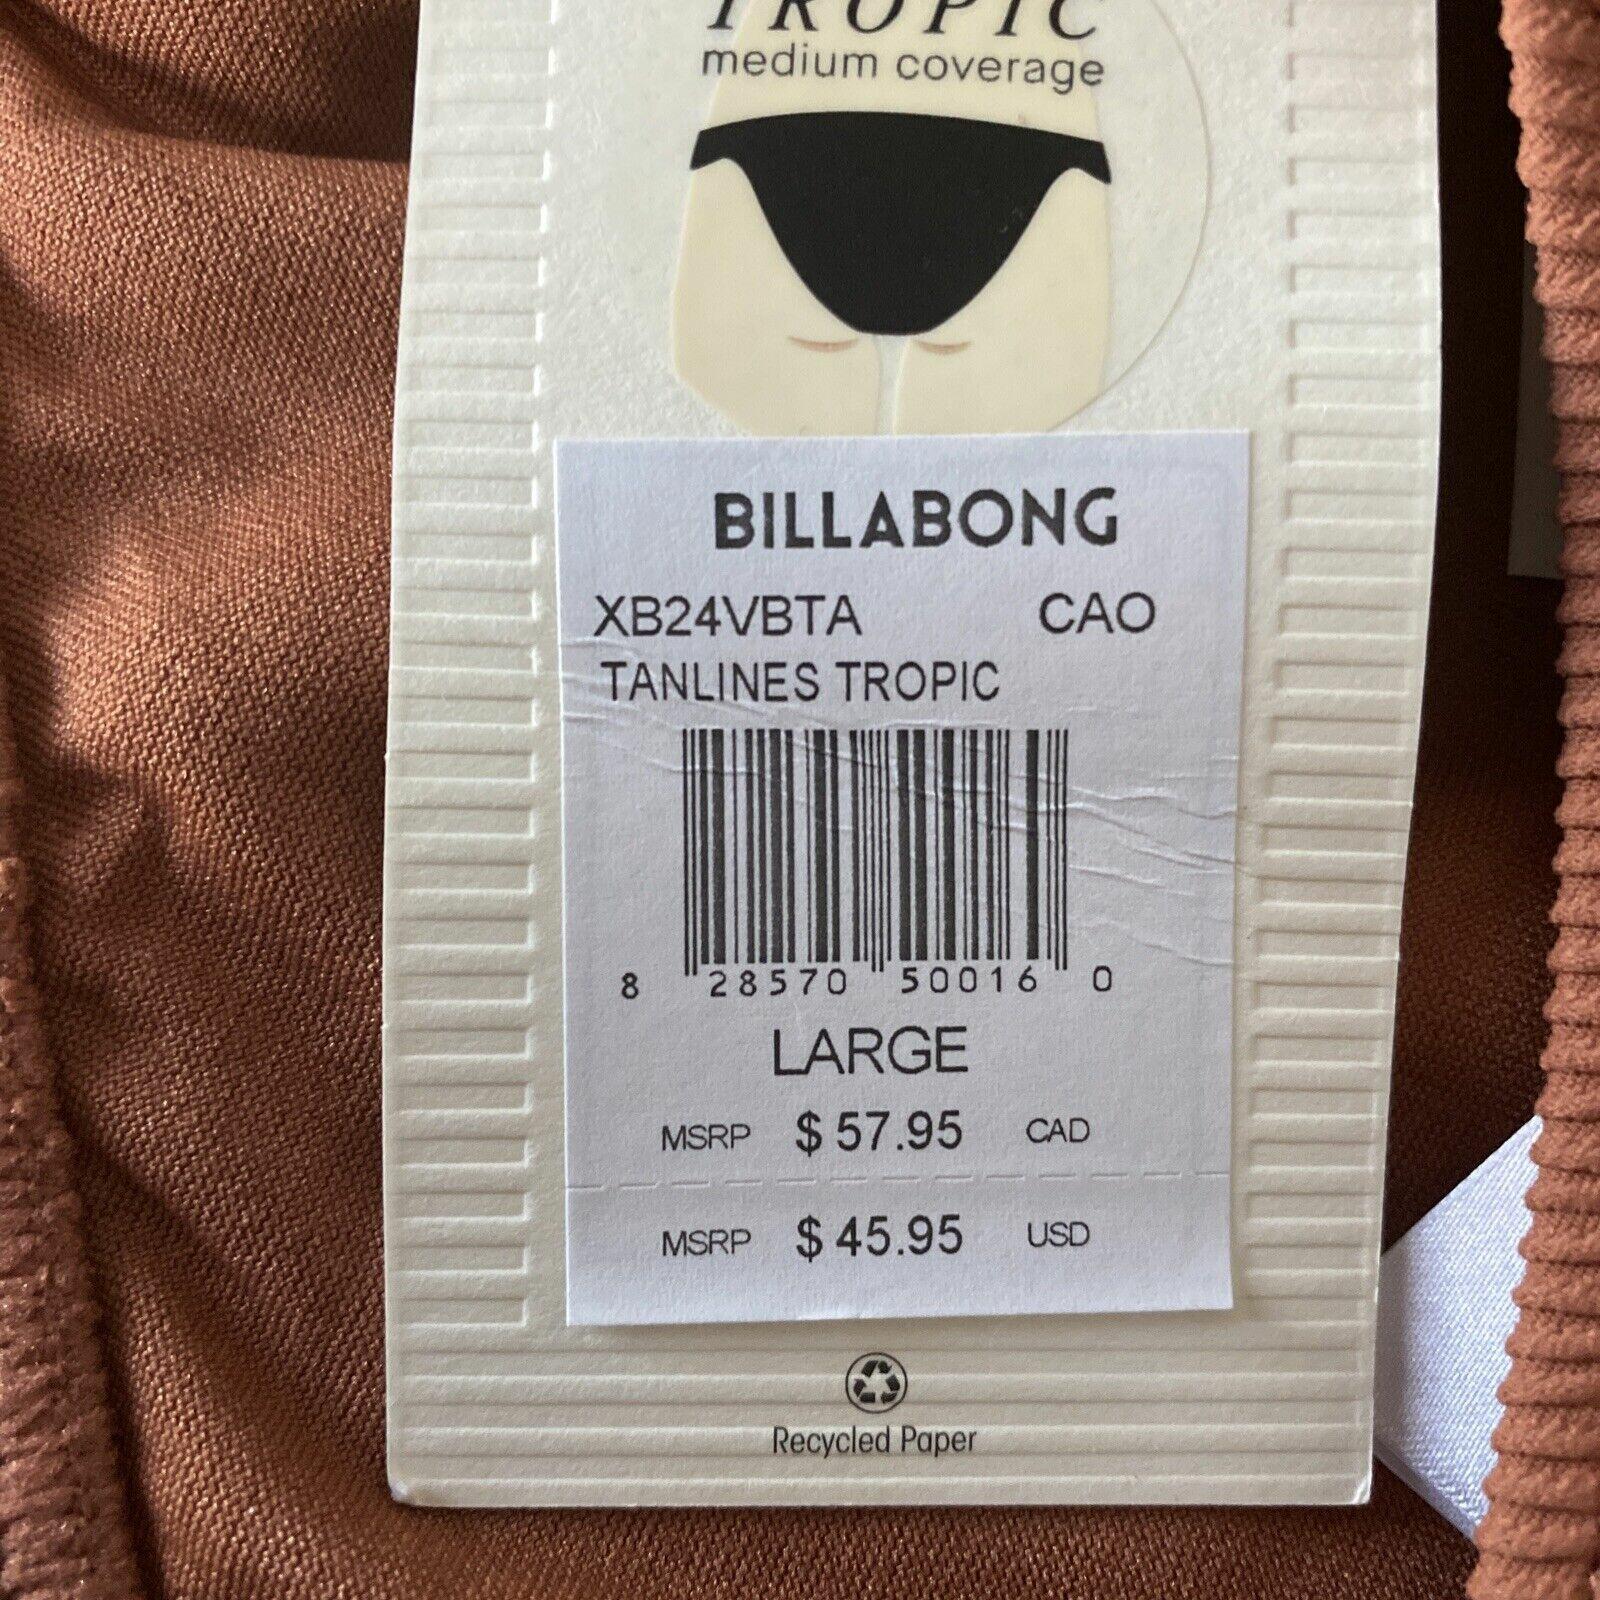 TROPIC
medium coverage
BILLABONG
XB24VBTA CAO
TANLINES TROPIC
8 28570 50016 0
LARGE
MSRP $ 57.95 CAD
MSRP $ 45.95 USD
Recycled Paper